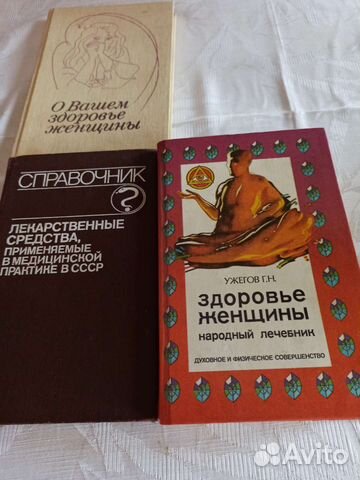 О Вашем
здоровье
женщины
СПРАВОЧНИК
?
ЛЕКАРСТВЕННЫЕ
СРЕДСТВА,
ПРИМЕНЯЕМЫЕ
В МЕДИЦИНСКОЙ
ПРАКТИКЕ В СССР
УЖЕГОВ Г.Н.
здоровье
женщины
народный лечебник
ДУХОВНОЕ И ФИЗИЧЕСКОЕ СОВЕРШЕНСТВО
Avito